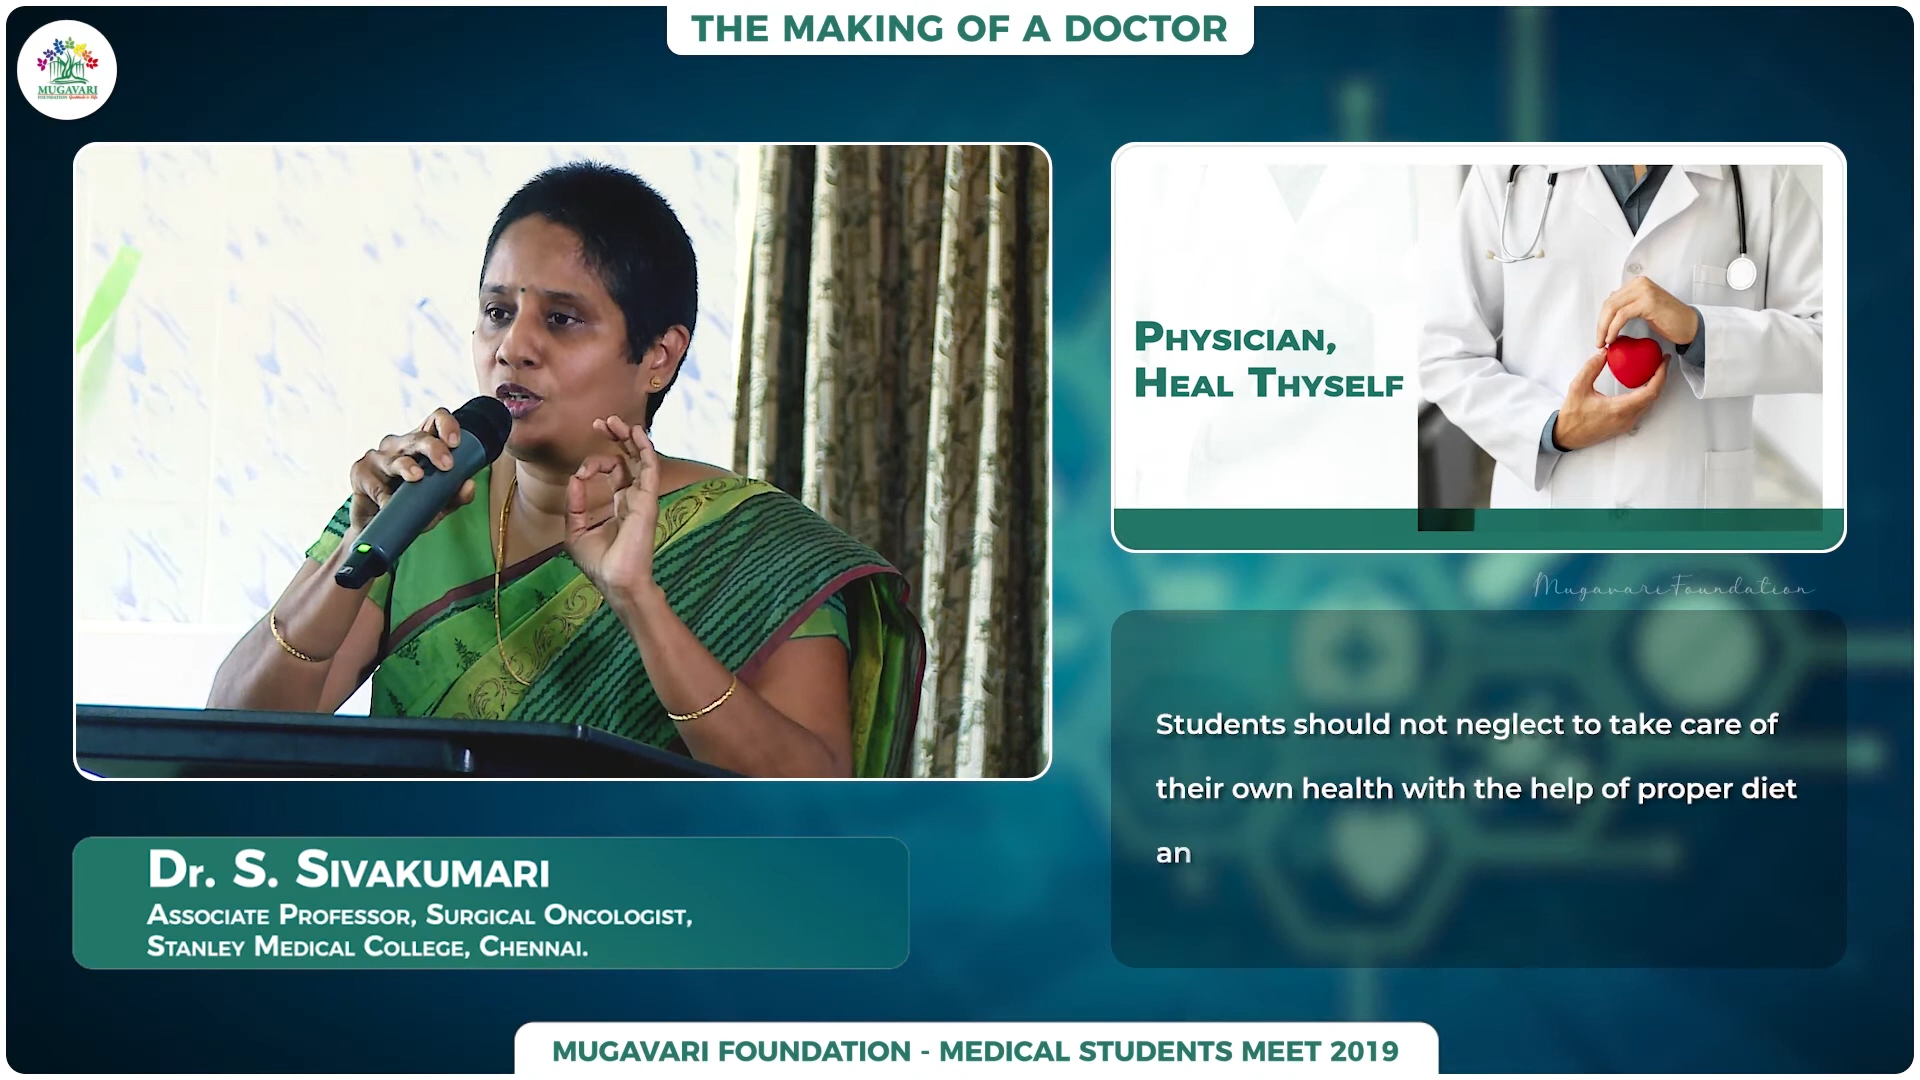 THE MAKING OF A DOCTOR
MUGAVARI
PHYSICIAN,
HEAL THYSELF
Mugavari Foundation
Students should not neglect to take care of
their own health with the help of proper diet
an
Dr. S. SIVAKUMARI
ASSOCIATE PROFESSOR, SURGICAL ONCOLOGIST,
STANLEY MEDICAL COLLEGE, CHENNAI.
MUGAVARI FOUNDATION - MEDICAL STUDENTS MEET 2019